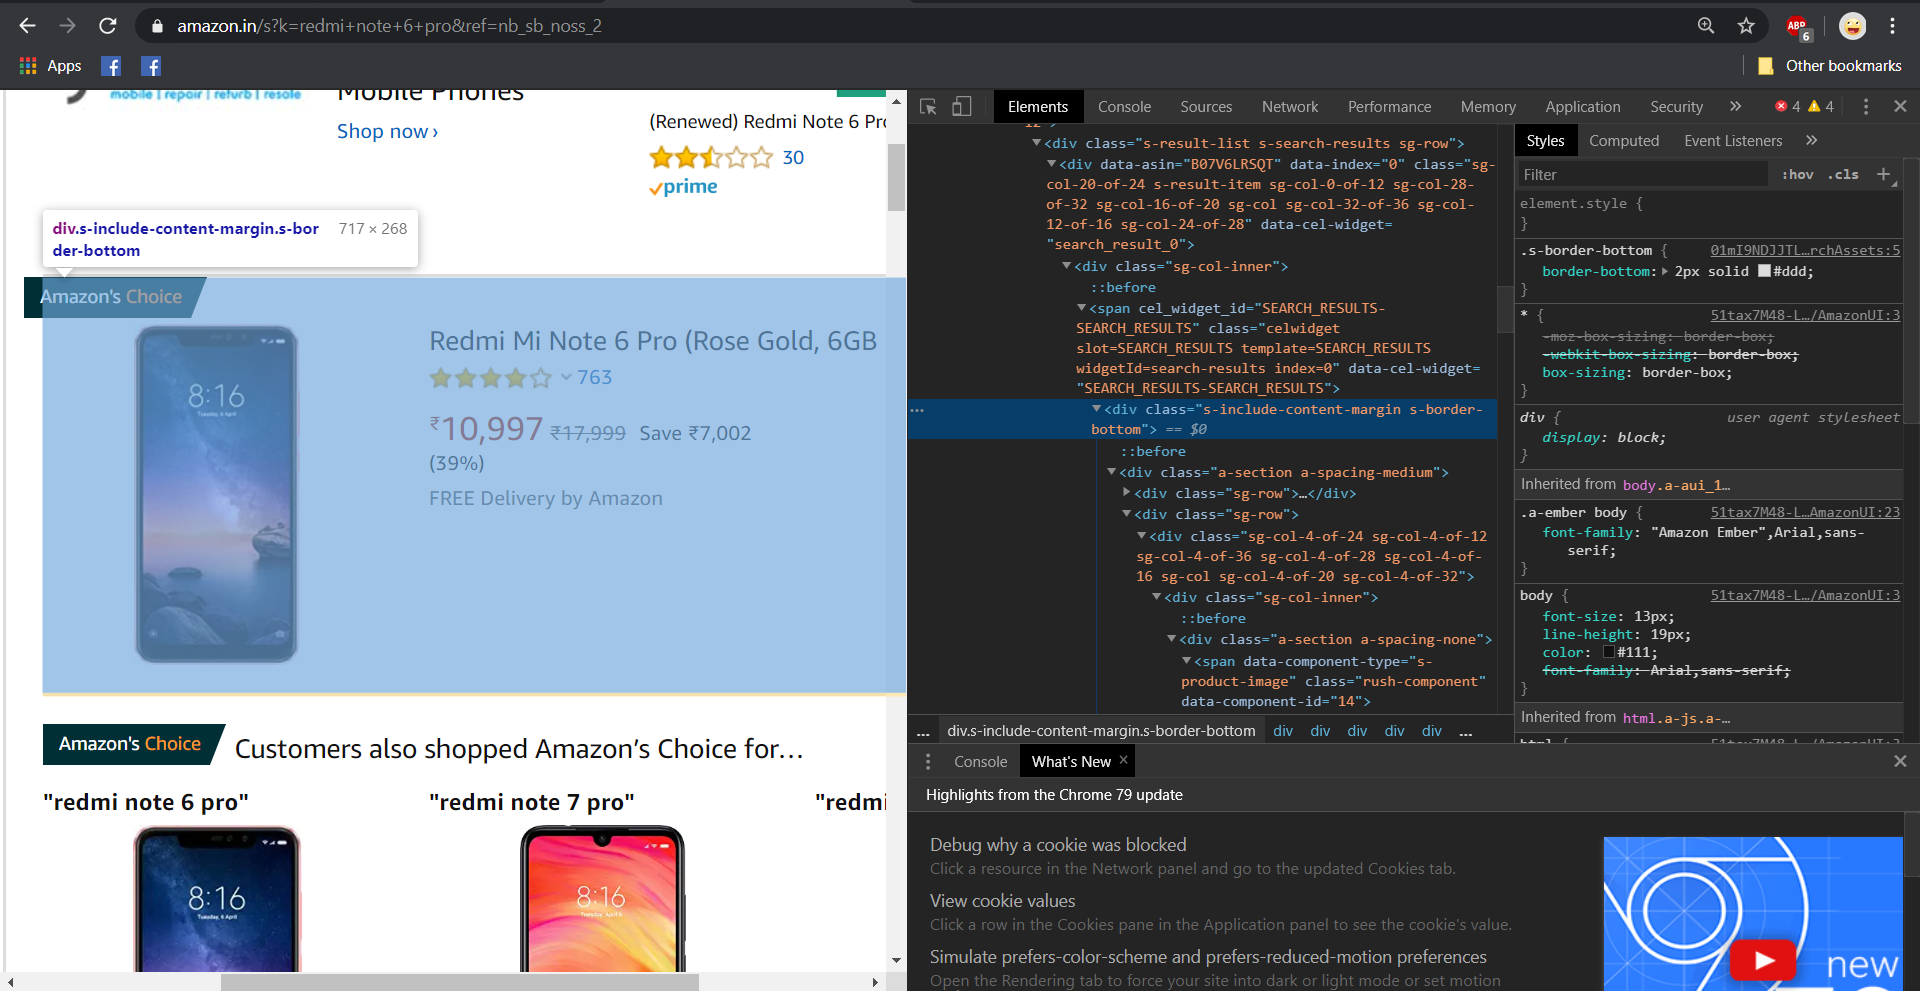 amazon.in/s?k=redmi+note+6+pro&ref=nb_sb_noss_2
ABP
6
Apps
Other bookmarks
mobile | repair | refurb | resale
Mobile Phones
Shop now ›
(Renewed) Redmi Note 6 Pro
30
prime
div.s-include-content-margin.s-bor
der-bottom
717 × 268
Amazon's Choice
8:16
Tuesday, 6 April
Redmi Mi Note 6 Pro (Rose Gold, 6GB
763
₹10,997 ₹17,999 Save ₹7,002
(39%)
FREE Delivery by Amazon
Amazon's Choice
Customers also shopped Amazon’s Choice for…
"redmi note 6 pro"
"redmi note 7 pro"
"redmi
8:16
Tuesday, 6 April
8:16
Elements Console Sources Network Performance Memory Application Security » 4 4
12">
<div class="s-result-list s-search-results sg-row">
<div data-asin="B07V6LRSQT" data-index="0" class="sg-
col-20-of-24 s-result-item sg-col-0-of-12 sg-col-28-
of-32 sg-col-16-of-20 sg-col sg-col-32-of-36 sg-col-
12-of-16 sg-col-24-of-28" data-cel-widget=
"search_result_0">
<div class="sg-col-inner">
::before
<span cel_widget_id="SEARCH_RESULTS-
SEARCH_RESULTS" class="celwidget
slot=SEARCH_RESULTS template=SEARCH_RESULTS
widgetId=search-results index=0" data-cel-widget=
"SEARCH_RESULTS-SEARCH_RESULTS">
<div class="s-include-content-margin s-border-
bottom"> == $0
::before
<div class="a-section a-spacing-medium">
<div class="sg-row">…</div>
<div class="sg-row">
<div class="sg-col-4-of-24 sg-col-4-of-12
sg-col-4-of-36 sg-col-4-of-28 sg-col-4-of-
16 sg-col sg-col-4-of-20 sg-col-4-of-32">
<div class="sg-col-inner">
::before
<div class="a-section a-spacing-none">
<span data-component-type="s-
product-image" class="rush-component"
data-component-id="14">
... div.s-include-content-margin.s-border-bottom div div div div div ...
Styles Computed Event Listeners »
Filter
:hov .cls +
element.style {
}
.s-border-bottom { 01mI9NDJJTL…rchAssets:5
border-bottom: 2px solid #ddd;
}
* { 51tax7M48-L…/AmazonUI:3
-moz-box-sizing: border-box;
-webkit-box-sizing: border-box;
box-sizing: border-box;
}
div { user agent stylesheet
display: block;
}
Inherited from body.a-aui_1…
.a-ember body { 51tax7M48-L…AmazonUI:23
font-family: "Amazon Ember",Arial,sans-
serif;
}
body { 51tax7M48-L…/AmazonUI:3
font-size: 13px;
line-height: 19px;
color: #111;
font-family: Arial,sans-serif;
}
Inherited from html.a-js.a-…
html { 51tax7M48-L…/AmazonUI:3
Console What's New ×
Highlights from the Chrome 79 update
Debug why a cookie was blocked
Click a resource in the Network panel and go to the updated Cookies tab.
View cookie values
Click a row in the Cookies pane in the Application panel to see the cookie's value.
Simulate prefers-color-scheme and prefers-reduced-motion preferences
Open the Rendering tab to force your site into dark or light mode or set motion
new